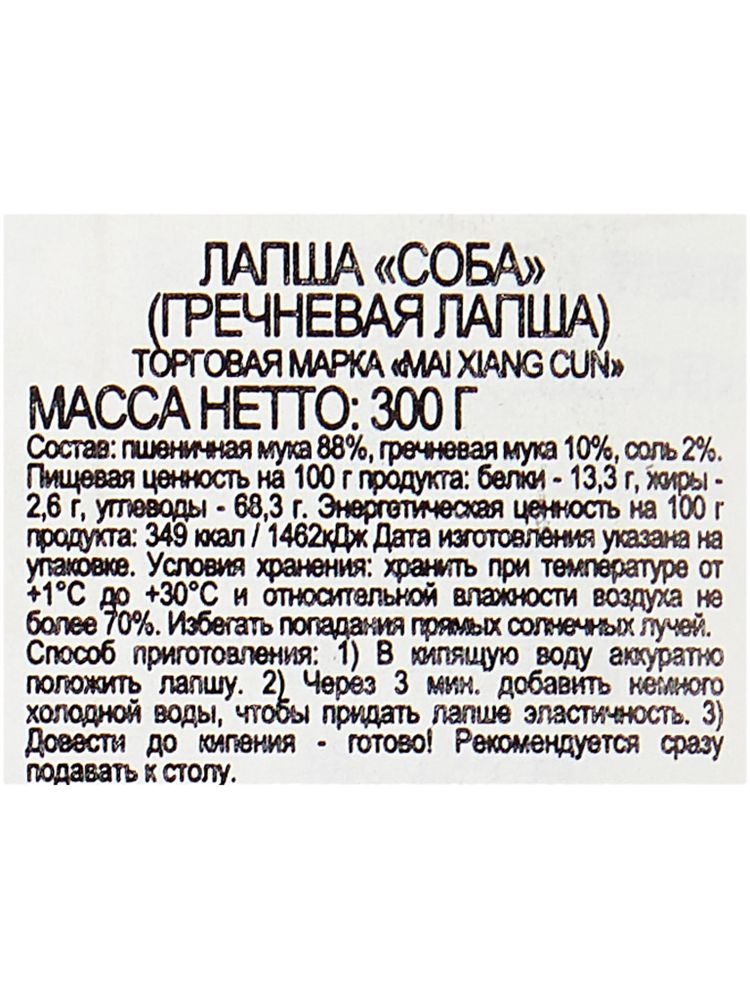 ЛАПША «СОБА»
(ГРЕЧНЕВАЯ ЛАПША)
ТОРГОВАЯ МАРКА «MAI XIANG CUN»
МАССА НЕТТО: 300 Г
Состав: пшеничная мука 88%, гречневая мука 10%, соль 2%.
Пищевая ценность на 100 г продукта: белки - 13,3 г, жиры -
2,6 г, углеводы - 68,3 г. Энергетическая ценность на 100 г
продукта: 349 ккал / 1462кДж Дата изготовления указана на
упаковке. Условия хранения: хранить при температуре от
+1°C до +30°C и относительной влажности воздуха не
более 70%. Избегать попадания прямых солнечных лучей.
Способ приготовления: 1) В кипящую воду аккуратно
положить лапшу. 2) Через 3 мин. добавить немного
холодной воды, чтобы придать лапше эластичность. 3)
Довести до кипения - готово! Рекомендуется сразу
подавать к столу.